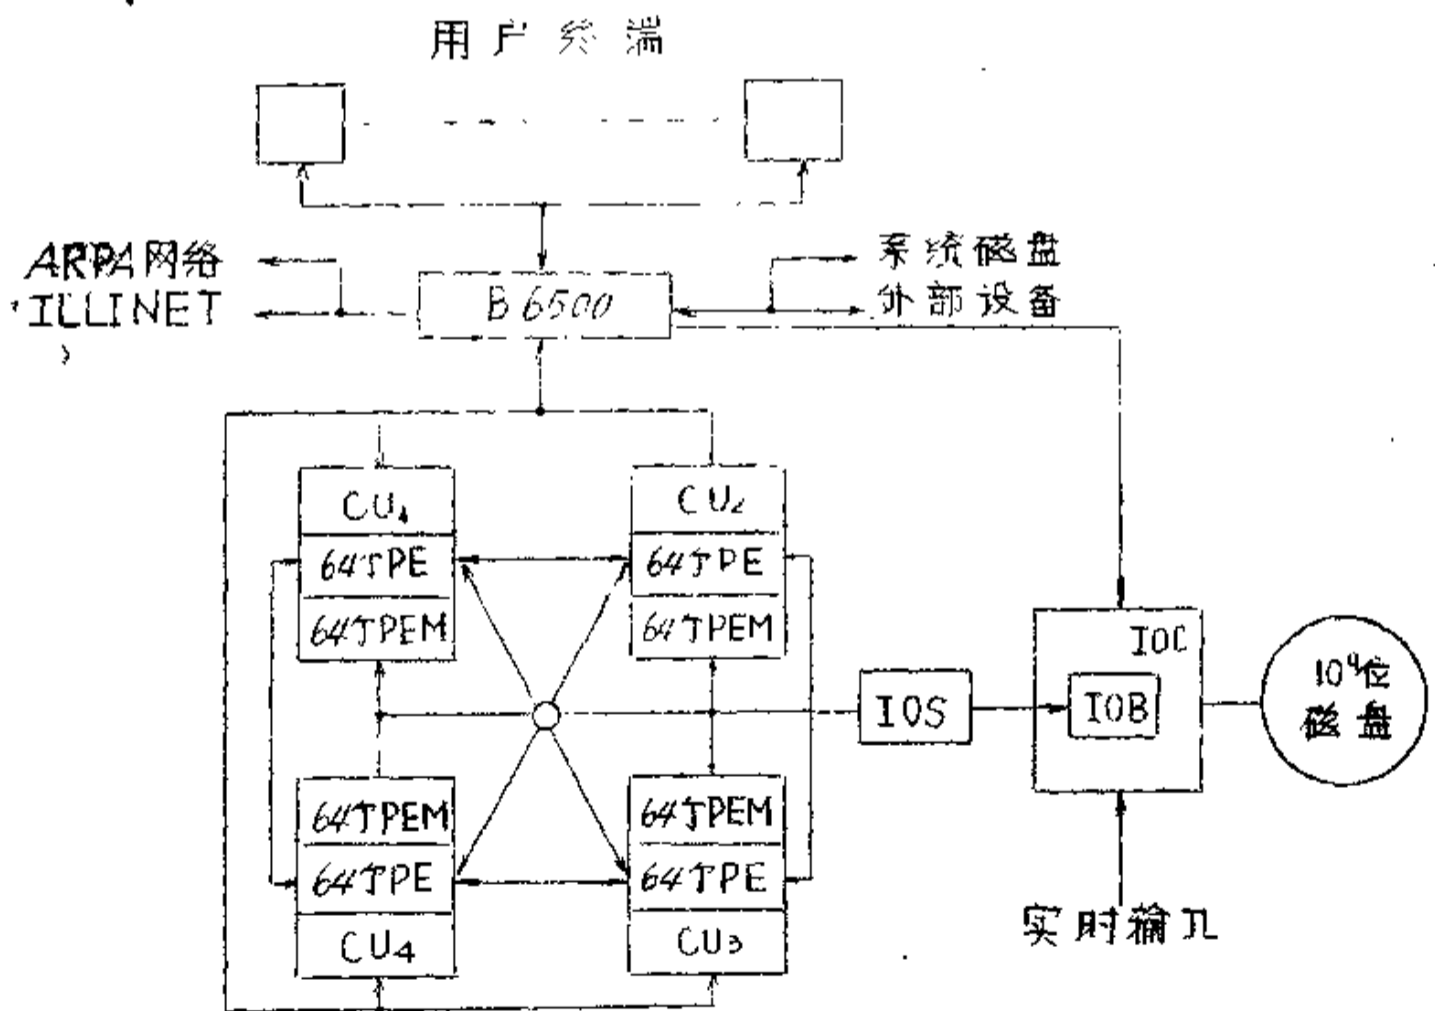 用户终端
ARPA网络
ILLINET
B 6500
系统磁盘
外部设备
CU₁
64个PE
64个PEM
CU₂
64个PE
64个PEM
IOC
IOS
IOB
10⁹位
磁盘
64个PEM
64个PE
CU4
64个PEM
64个PE
CU3
实时输入